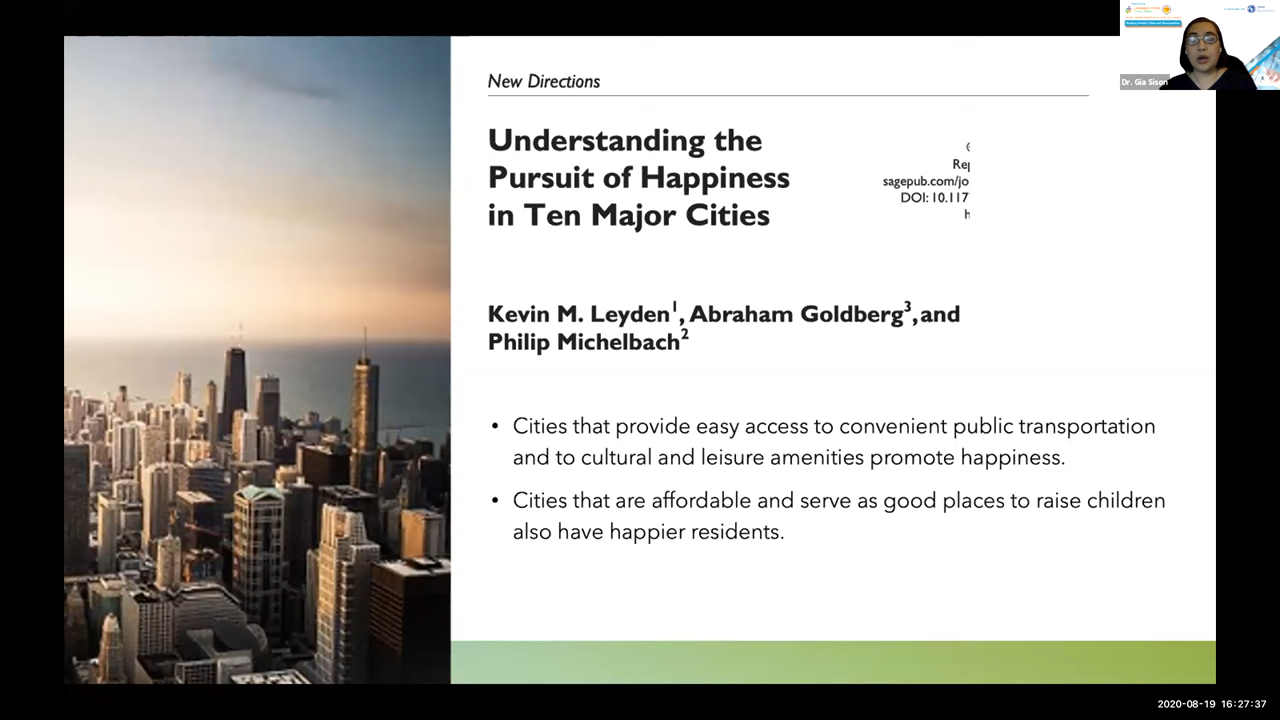 New Directions
Understanding the
Pursuit of Happiness
in Ten Major Cities
Rep
sagepub.com/jo
DOI: 10.117
h
Kevin M. Leyden1, Abraham Goldberg3, and
Philip Michelbach2
• Cities that provide easy access to convenient public transportation
and to cultural and leisure amenities promote happiness.
• Cities that are affordable and serve as good places to raise children
also have happier residents.
Dr. Gia Sison
2020-08-19 16:27:37